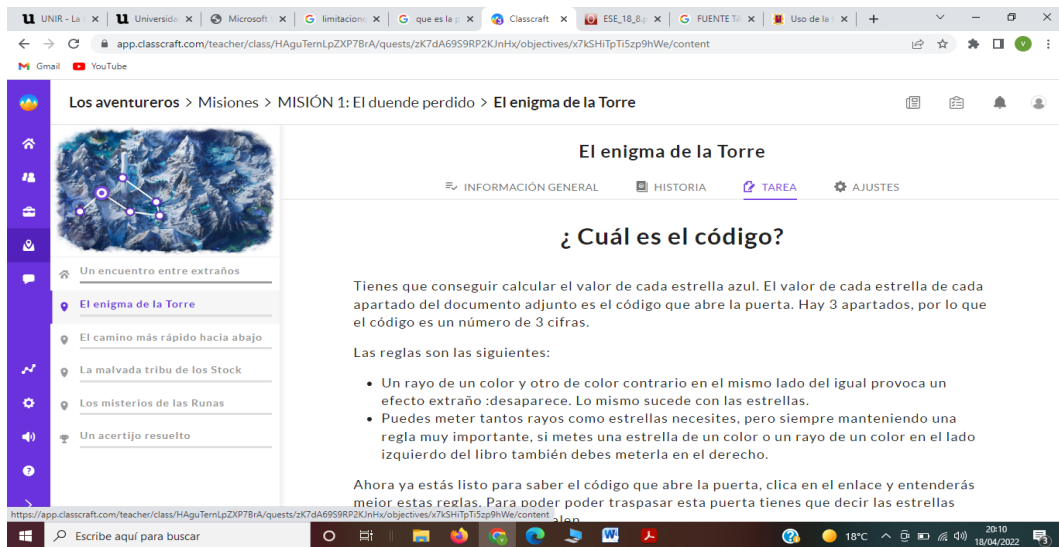 UNIR - La
Universida
Microsoft
limitacione
que es la p
Classcraft
ESE_18_8.p
FUENTE TA
Uso de la
app.classcraft.com/teacher/class/HAguTernLpZXP7BrA/quests/zK7dA69S9RP2KJnHx/objectives/x7kSHiTpTi5zp9hWe/content
Gmail
YouTube
Los aventureros > Misiones > MISIÓN 1: El duende perdido > El enigma de la Torre
El enigma de la Torre
INFORMACIÓN GENERAL
HISTORIA
TAREA
AJUSTES
Un encuentro entre extraños
El enigma de la Torre
El camino más rápido hacia abajo
La malvada tribu de los Stock
Los misterios de las Runas
Un acertijo resuelto
¿ Cuál es el código?
Tienes que conseguir calcular el valor de cada estrella azul. El valor de cada estrella de cada
apartado del documento adjunto es el código que abre la puerta. Hay 3 apartados, por lo que
el código es un número de 3 cifras.
Las reglas son las siguientes:
• Un rayo de un color y otro de color contrario en el mismo lado del igual provoca un
efecto extraño :desaparece. Lo mismo sucede con las estrellas.
• Puedes meter tantos rayos como estrellas necesites, pero siempre manteniendo una
regla muy importante, si metes una estrella de un color o un rayo de un color en el lado
izquierdo del libro también debes meterla en el derecho.
Ahora ya estás listo para saber el código que abre la puerta, clica en el enlace y entenderás
mejor estas reglas. Para poder poder traspasar esta puerta tienes que decir las estrellas
https://app.classcraft.com/teacher/class/HAguTernLpZXP7BrA/quests/zK7dA69S9RP2KJnHx/objectives/x7kSHiTpTi5zp9hWe/content
Escribe aquí para buscar
18°C
20:10
18/04/2022